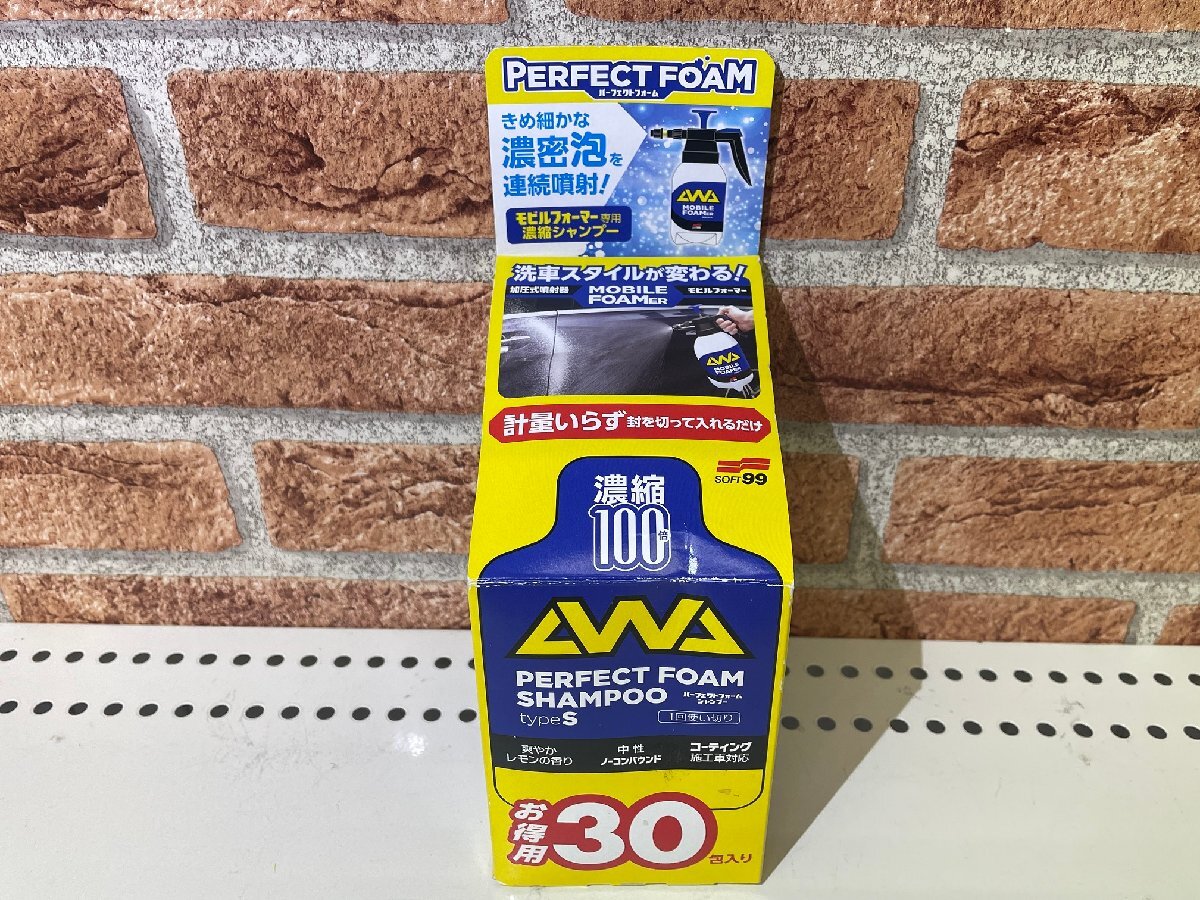 PERFECT FOAM
パーフェクトフォーム
きめ細かな
濃密泡を
連続噴射!
モビルフォーマー専用
濃縮シャンプー
AWA
MOBILE
FOAMER
洗車スタイルが変わる!
加圧式噴射器 MOBILE FOAMER モビルフォーマー
AWA
MOBILE
FOAMER
計量いらず 封を切って入れるだけ
SOFT99
濃縮
100倍
AWA
PERFECT FOAM
SHAMPOO パーフェクトフォームシャンプー
typeS 1回使い切り
爽やか
レモンの香り
中性
ノーコンパウンド
コーティング
施工車対応
お得用 30包入り